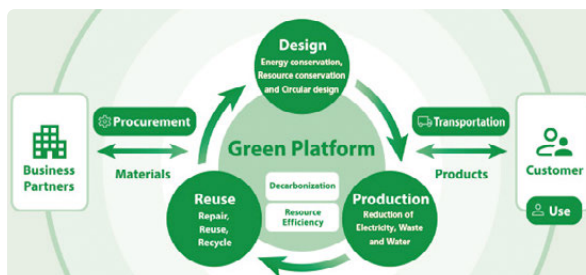 Design
Energy conservation,
Resource conservation
and Circular design
Procurement
Transportation
Business
Partners
Materials
Green Platform
Products
Customer
Decarbonization
Resource
Efficiency
Reuse
Repair,
Reuse,
Recycle
Production
Reduction of
Electricity, Waste
and Water
Use